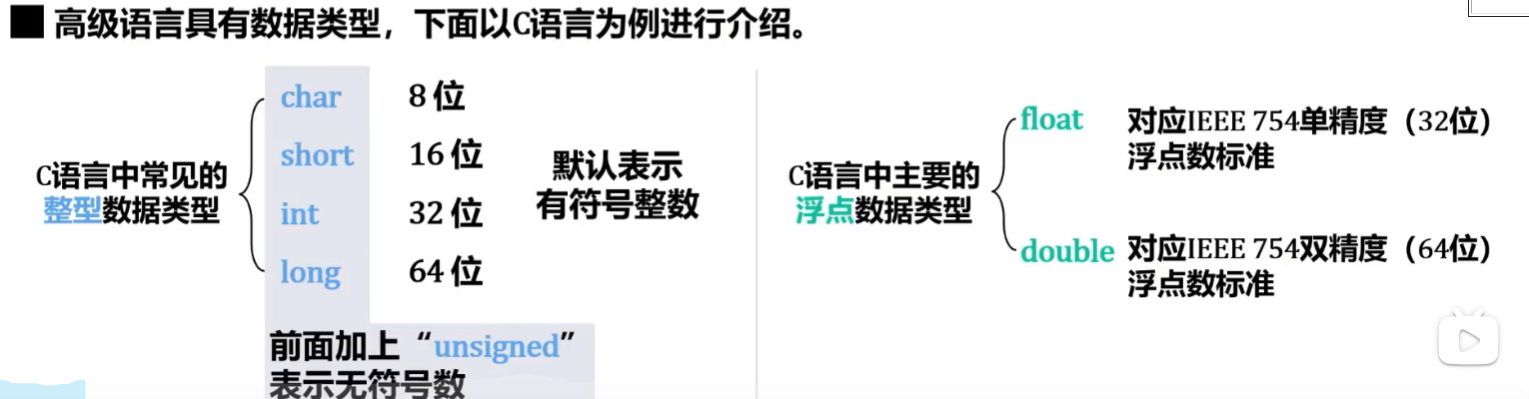 高级语言具有数据类型，下面以C语言为例进行介绍。
C语言中常见的
整型数据类型
char 8 位
short 16 位
int 32 位
long 64 位
默认表示
有符号整数
前面加上“unsigned”
表示无符号数
C语言中主要的
浮点数据类型
float 对应IEEE 754单精度（32位）
浮点数标准
double 对应IEEE 754双精度（64位）
浮点数标准